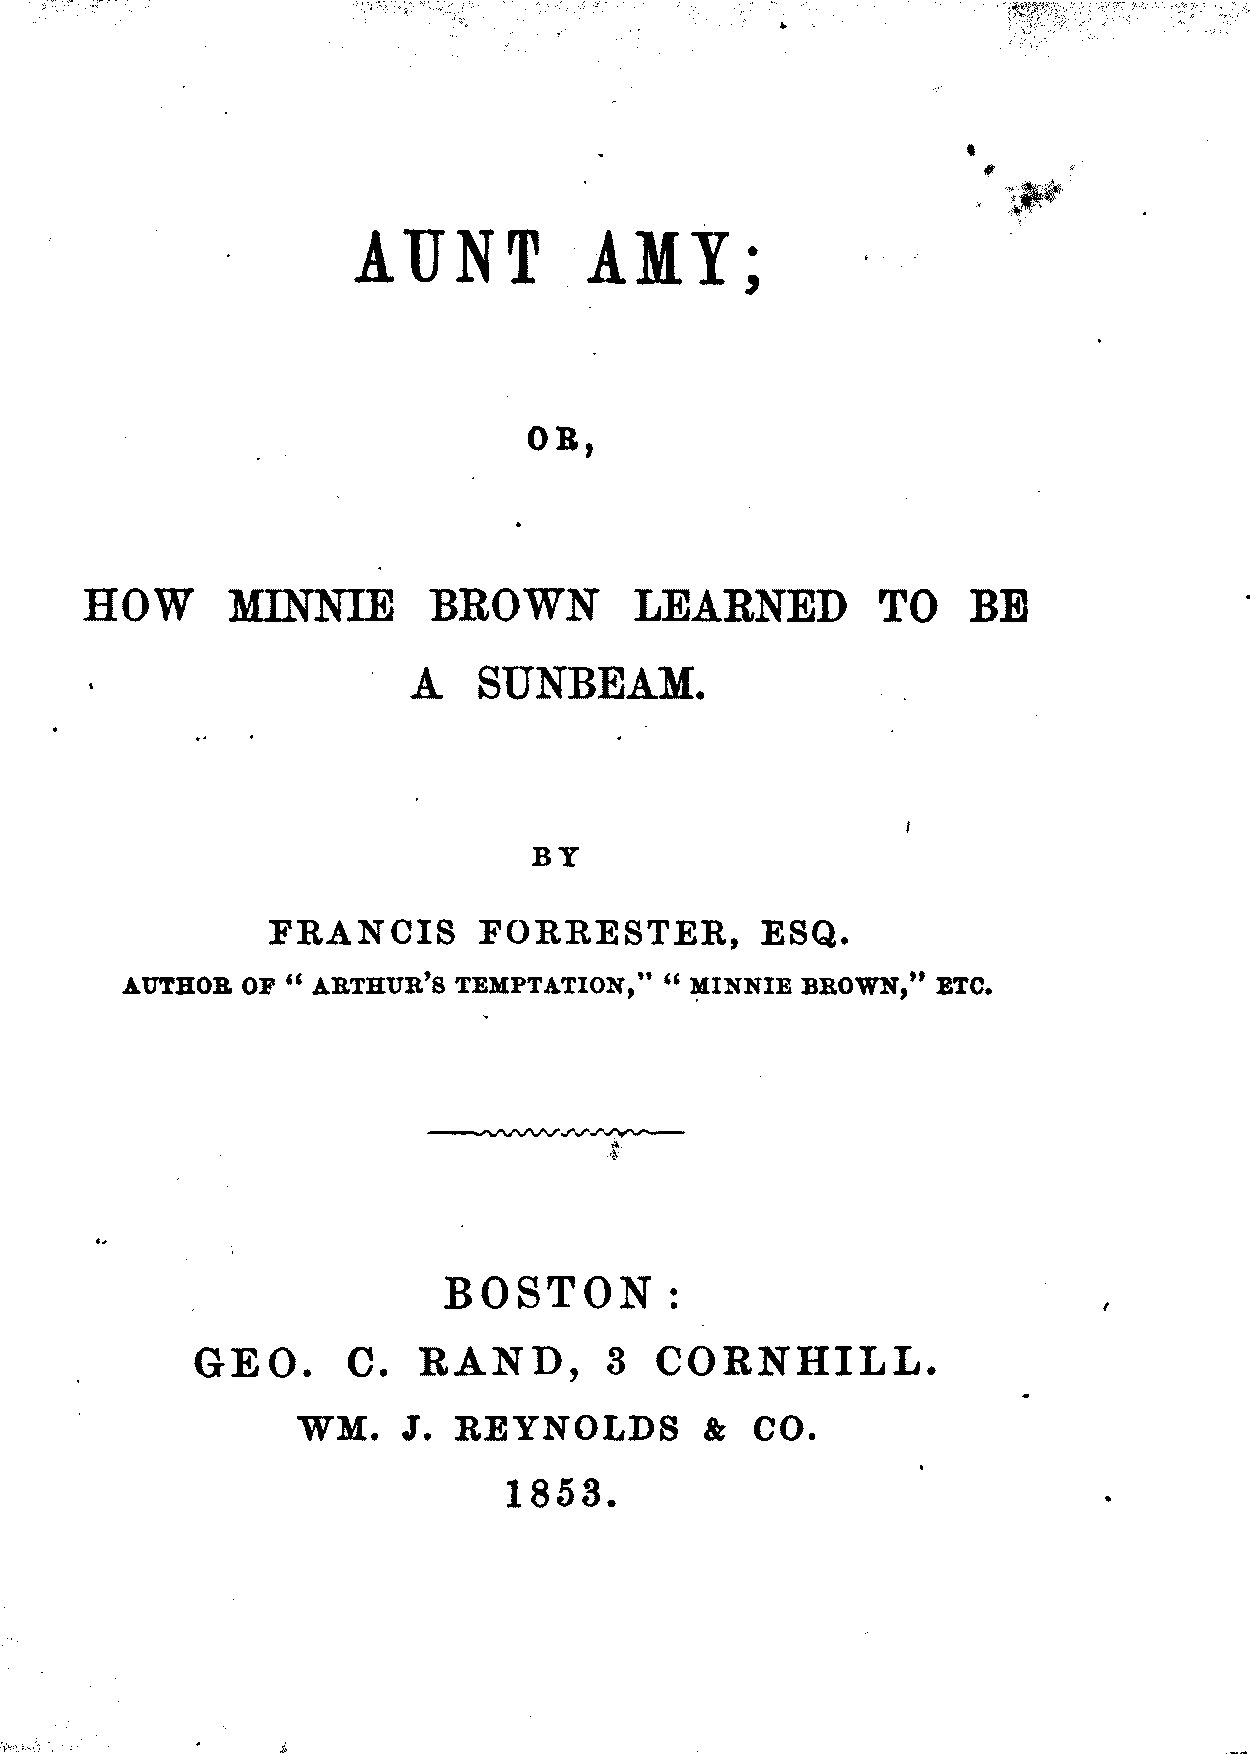 AUNT AMY;
OR,
HOW MINNIE BROWN LEARNED TO BE
A SUNBEAM.
BY
FRANCIS FORRESTER, ESQ.
AUTHOR OF “ ARTHUR’S TEMPTATION,” “ MINNIE BROWN,” ETC.
BOSTON:
GEO. C. RAND, 3 CORNHILL.
WM. J. REYNOLDS & CO.
1853.